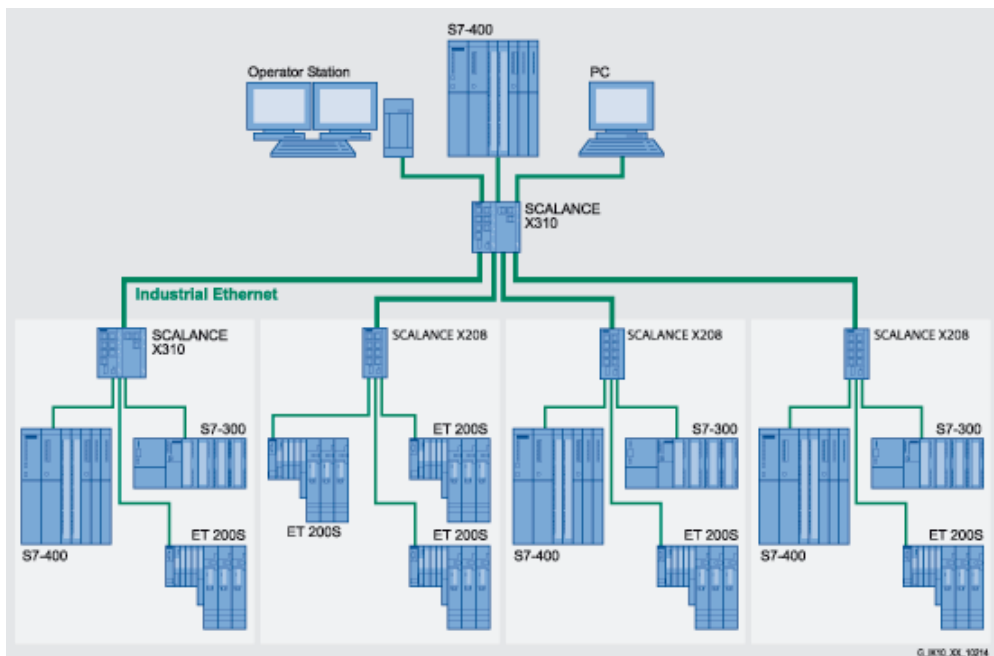 S7-400
Operator Station
PC
SCALANCE
X310
Industrial Ethernet
SCALANCE
X310
SCALANCE X208
SCALANCE X208
SCALANCE X208
S7-300
ET 200S
S7-300
S7-300
ET 200S
ET 200S
ET 200S
ET 200S
ET 200S
S7-400
S7-400
S7-400
G_IK10_XX_10214